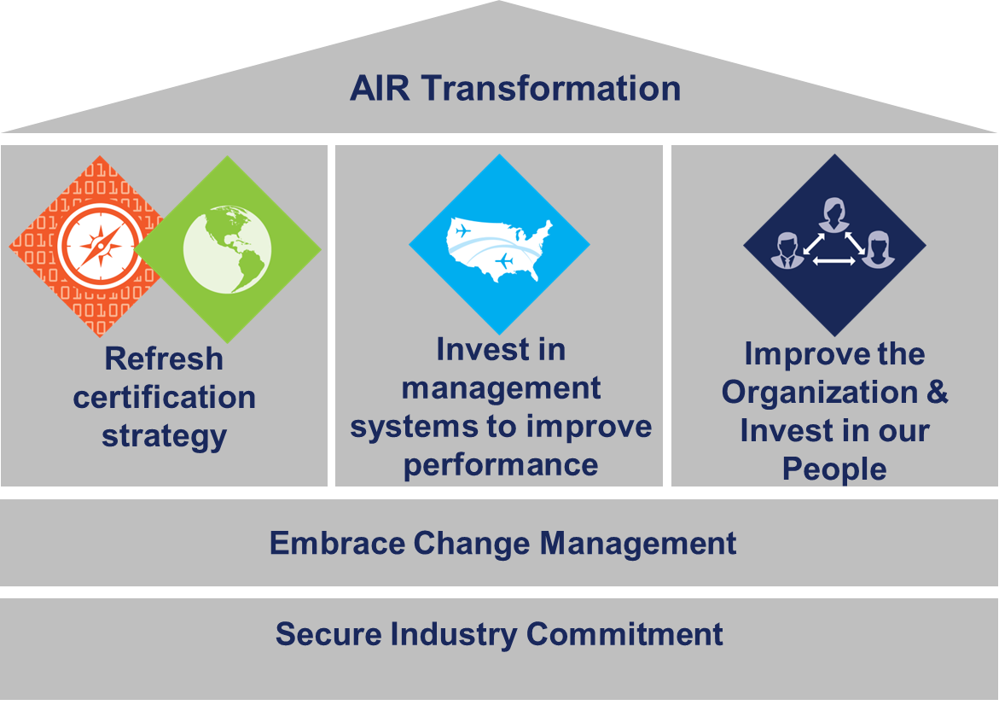 AIR Transformation
Refresh
certification
strategy
Invest in
management
systems to improve
performance
Improve the
Organization &
Invest in our
People
Embrace Change Management
Secure Industry Commitment